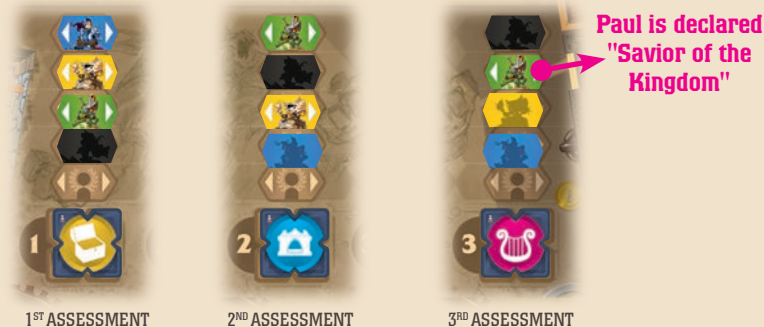 Paul is declared
"Savior of the
Kingdom"
1
2
3
1ST ASSESSMENT
2ND ASSESSMENT
3RD ASSESSMENT